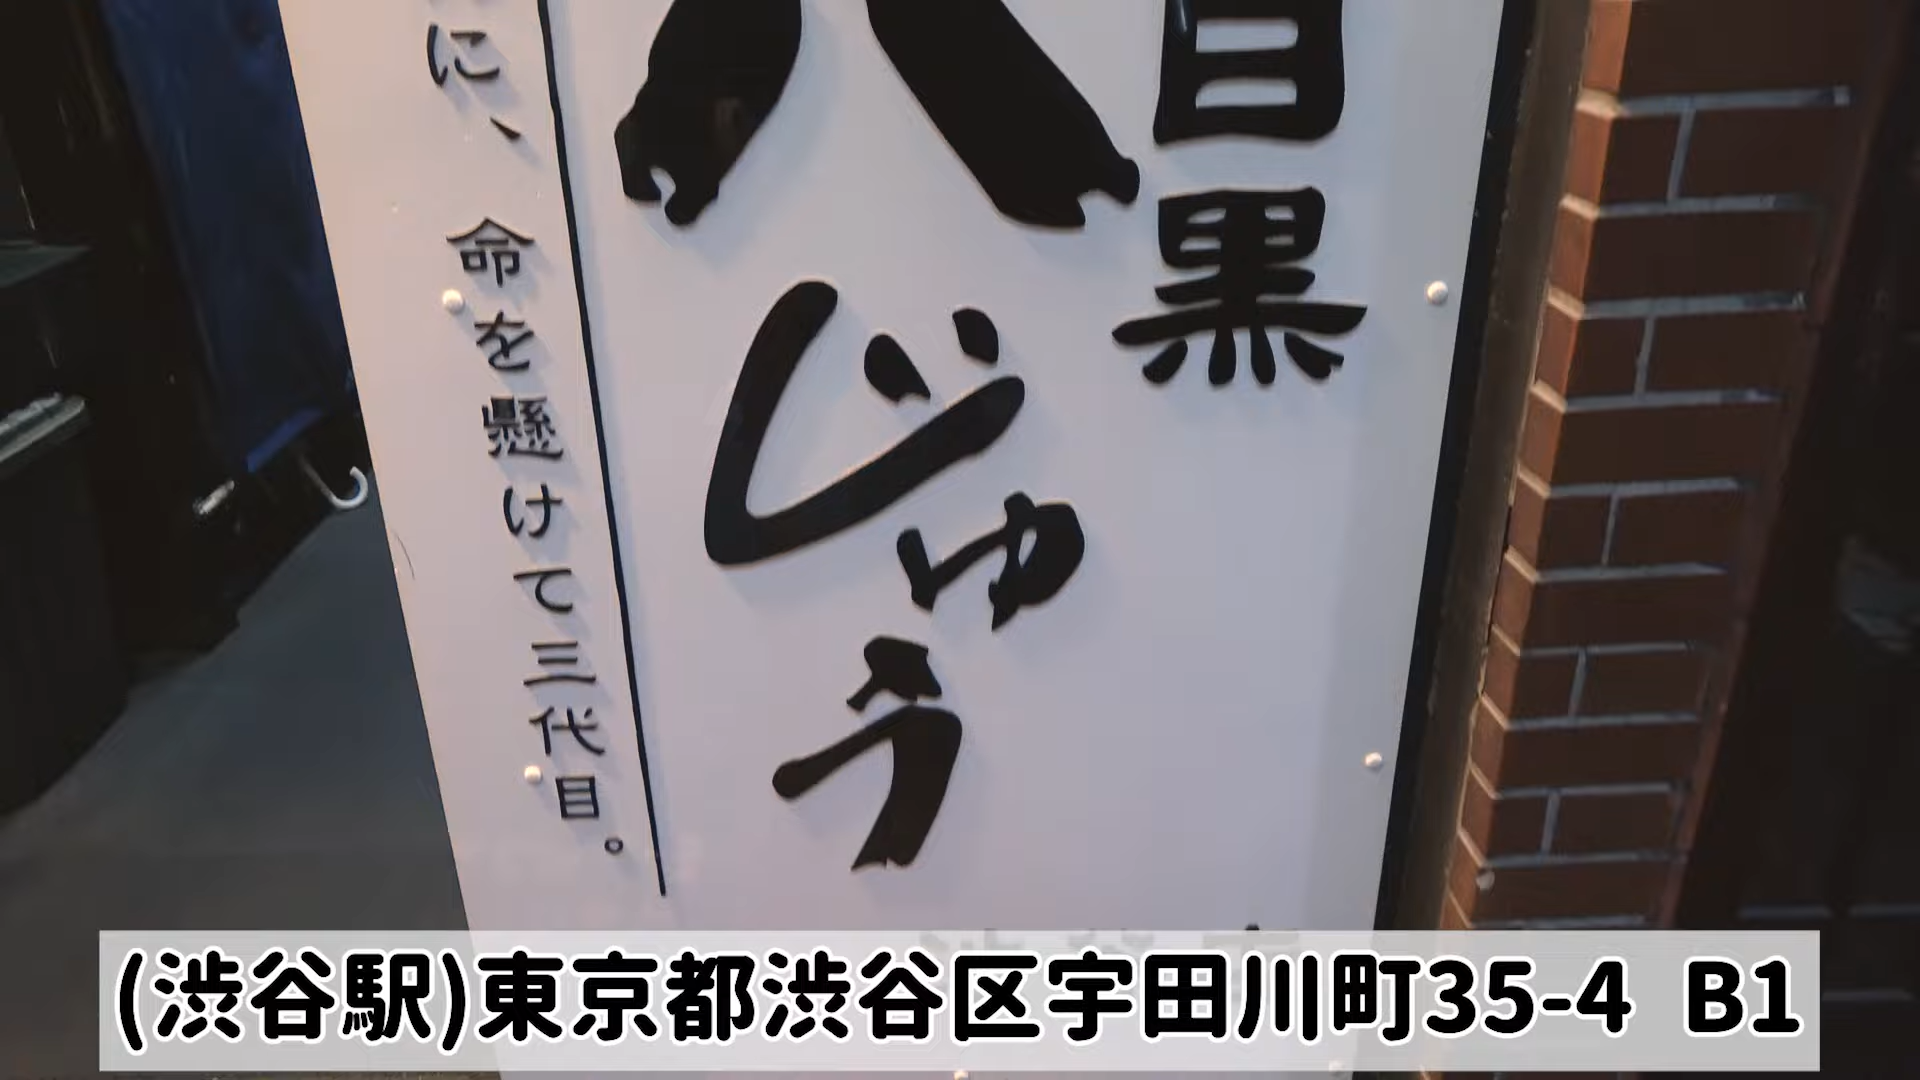 目黒
八じゅう
に、命を懸けて三代目。
(渋谷駅)東京都渋谷区宇田川町35-4 B1